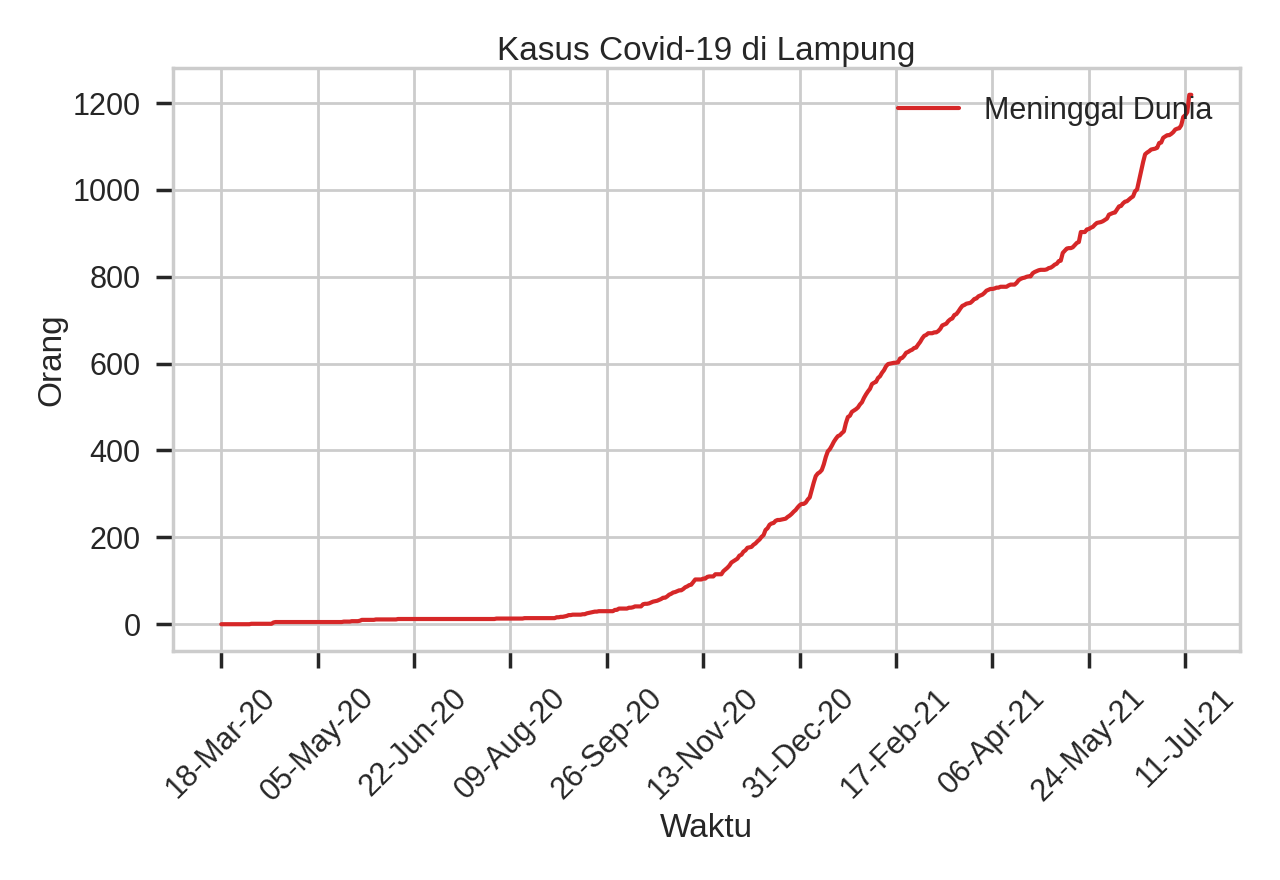 Kasus Covid-19 di Lampung
Meninggal Dunia
Orang
1200
1000
800
600
400
200
0
18-Mar-20
05-May-20
22-Jun-20
09-Aug-20
26-Sep-20
13-Nov-20
31-Dec-20
17-Feb-21
06-Apr-21
24-May-21
11-Jul-21
Waktu